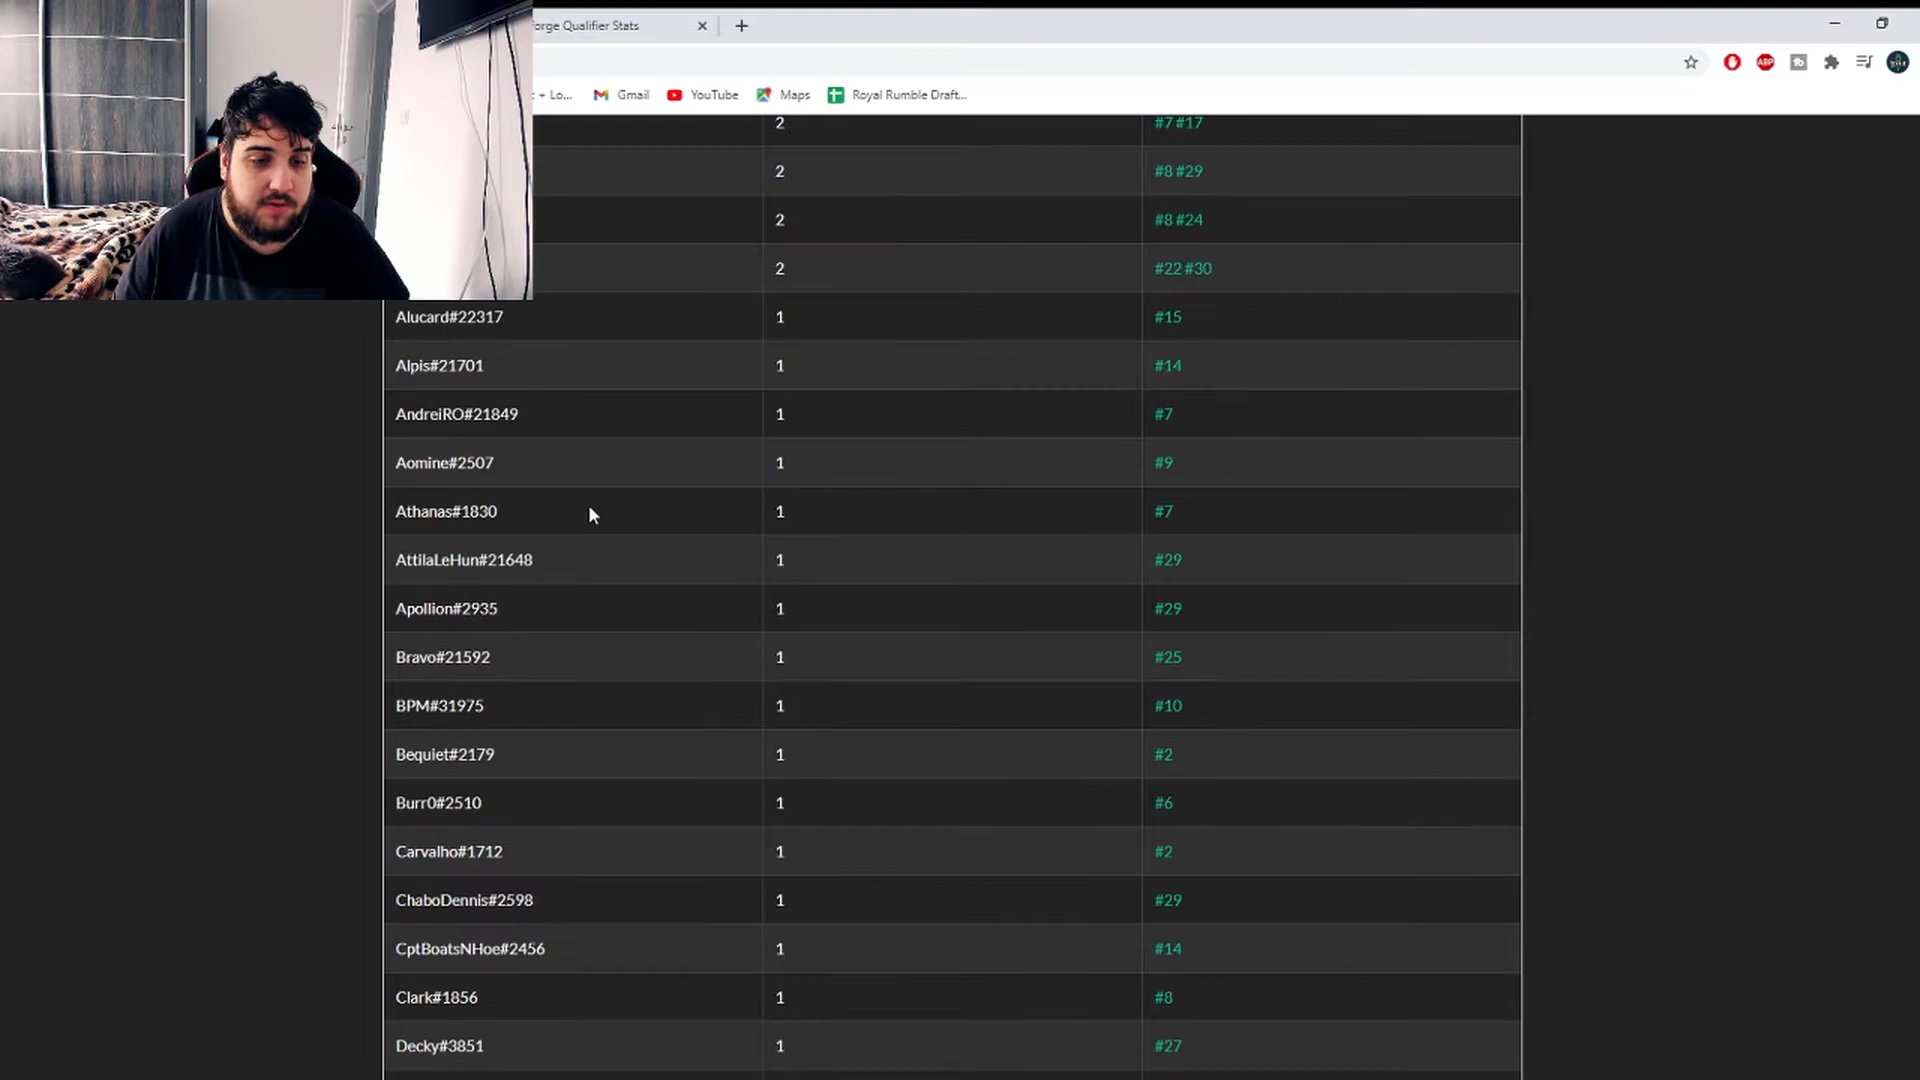 orge Qualifier Stats
: + Lo... Gmail YouTube Maps Royal Rumble Draft...
ABP
2 #7 #17
2 #8 #29
2 #8 #24
2 #22 #30
Alucard#22317 1 #15
Alpis#21701 1 #14
AndreiRO#21849 1 #7
Aomine#2507 1 #9
Athanas#1830 1 #7
AttilaLeHun#21648 1 #29
Apollion#2935 1 #29
Bravo#21592 1 #25
BPM#31975 1 #10
Bequiet#2179 1 #2
Burr0#2510 1 #6
Carvalho#1712 1 #2
ChaboDennis#2598 1 #29
CptBoatsNHoe#2456 1 #14
Clark#1856 1 #8
Decky#3851 1 #27